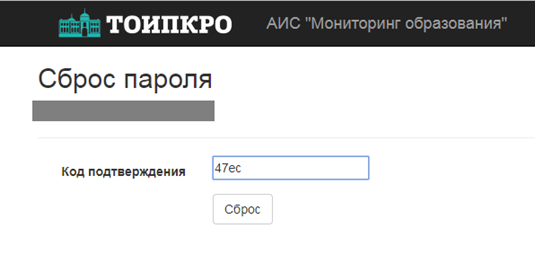 ТОИПКРО АИС "Мониторинг образования"
Сброс пароля
Код подтверждения 47ec
Сброс